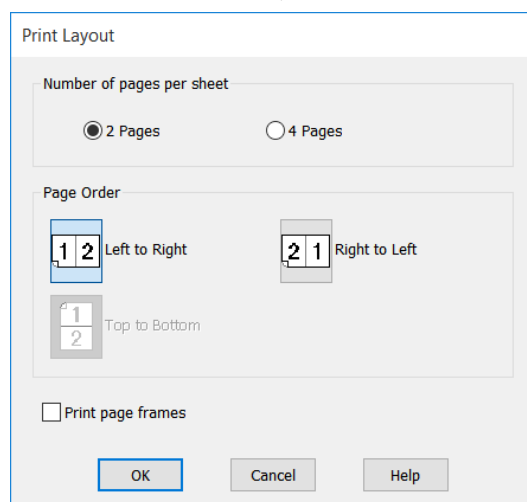 Print Layout
Number of pages per sheet
2 Pages 4 Pages
Page Order
1 2 Left to Right 2 1 Right to Left
1
2
Top to Bottom
Print page frames
OK Cancel Help